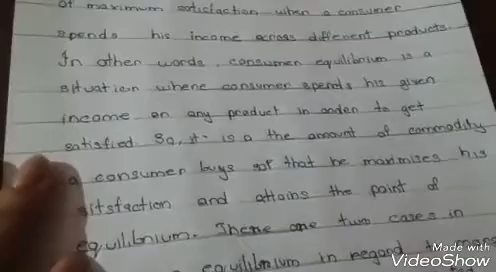 of maximum satisfaction when a consumer
spends his income across different products.
In other words, consumer equilibrium is a
situation where consumer spends his given
income on any product in order to get
satisfied So, it is a the amount of commodity
a consumer buys so that he maximises his
sitsfaction and attains the point of
equilibrium. There are two cases in
equilibrium in regard to
Made with
VideoShow